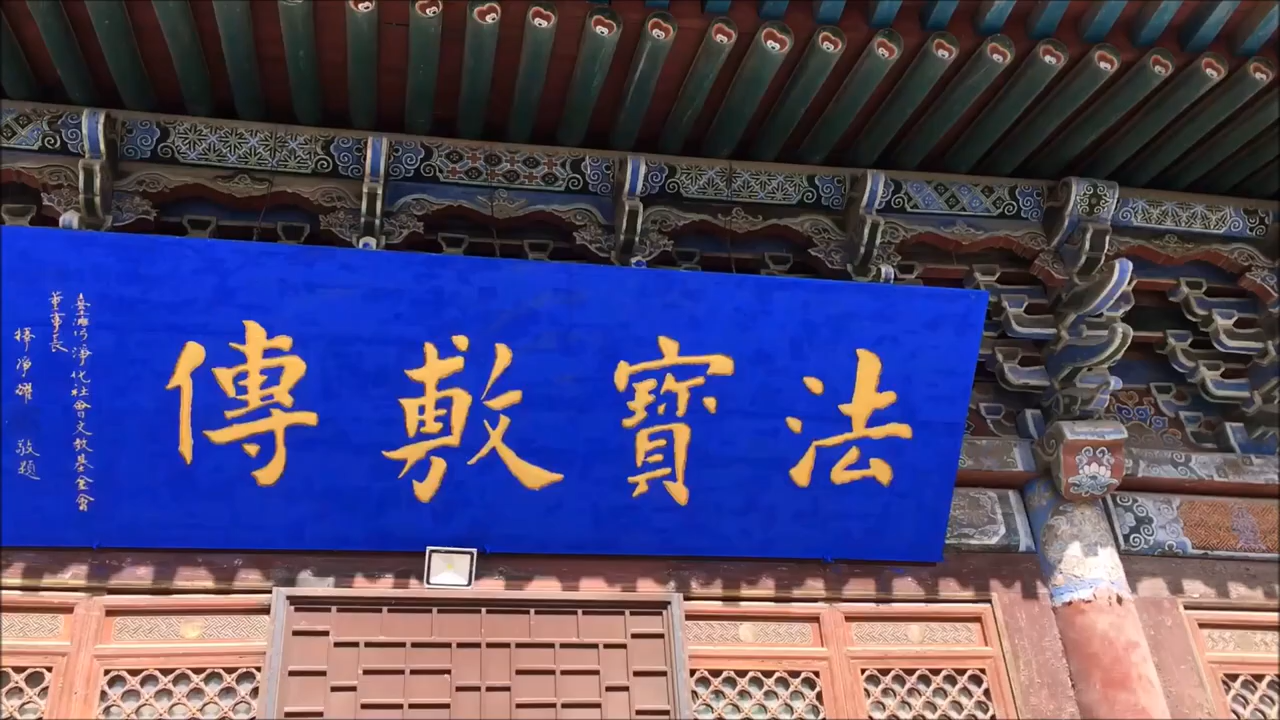 法寶敷傳
臺灣淨化社會文教基金會
董事長
釋淨耀 敬題